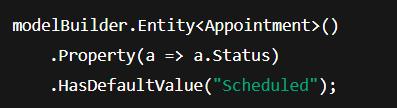 modelBuilder.Entity<Appointment>()
    .Property(a => a.Status)
    .HasDefaultValue("Scheduled");